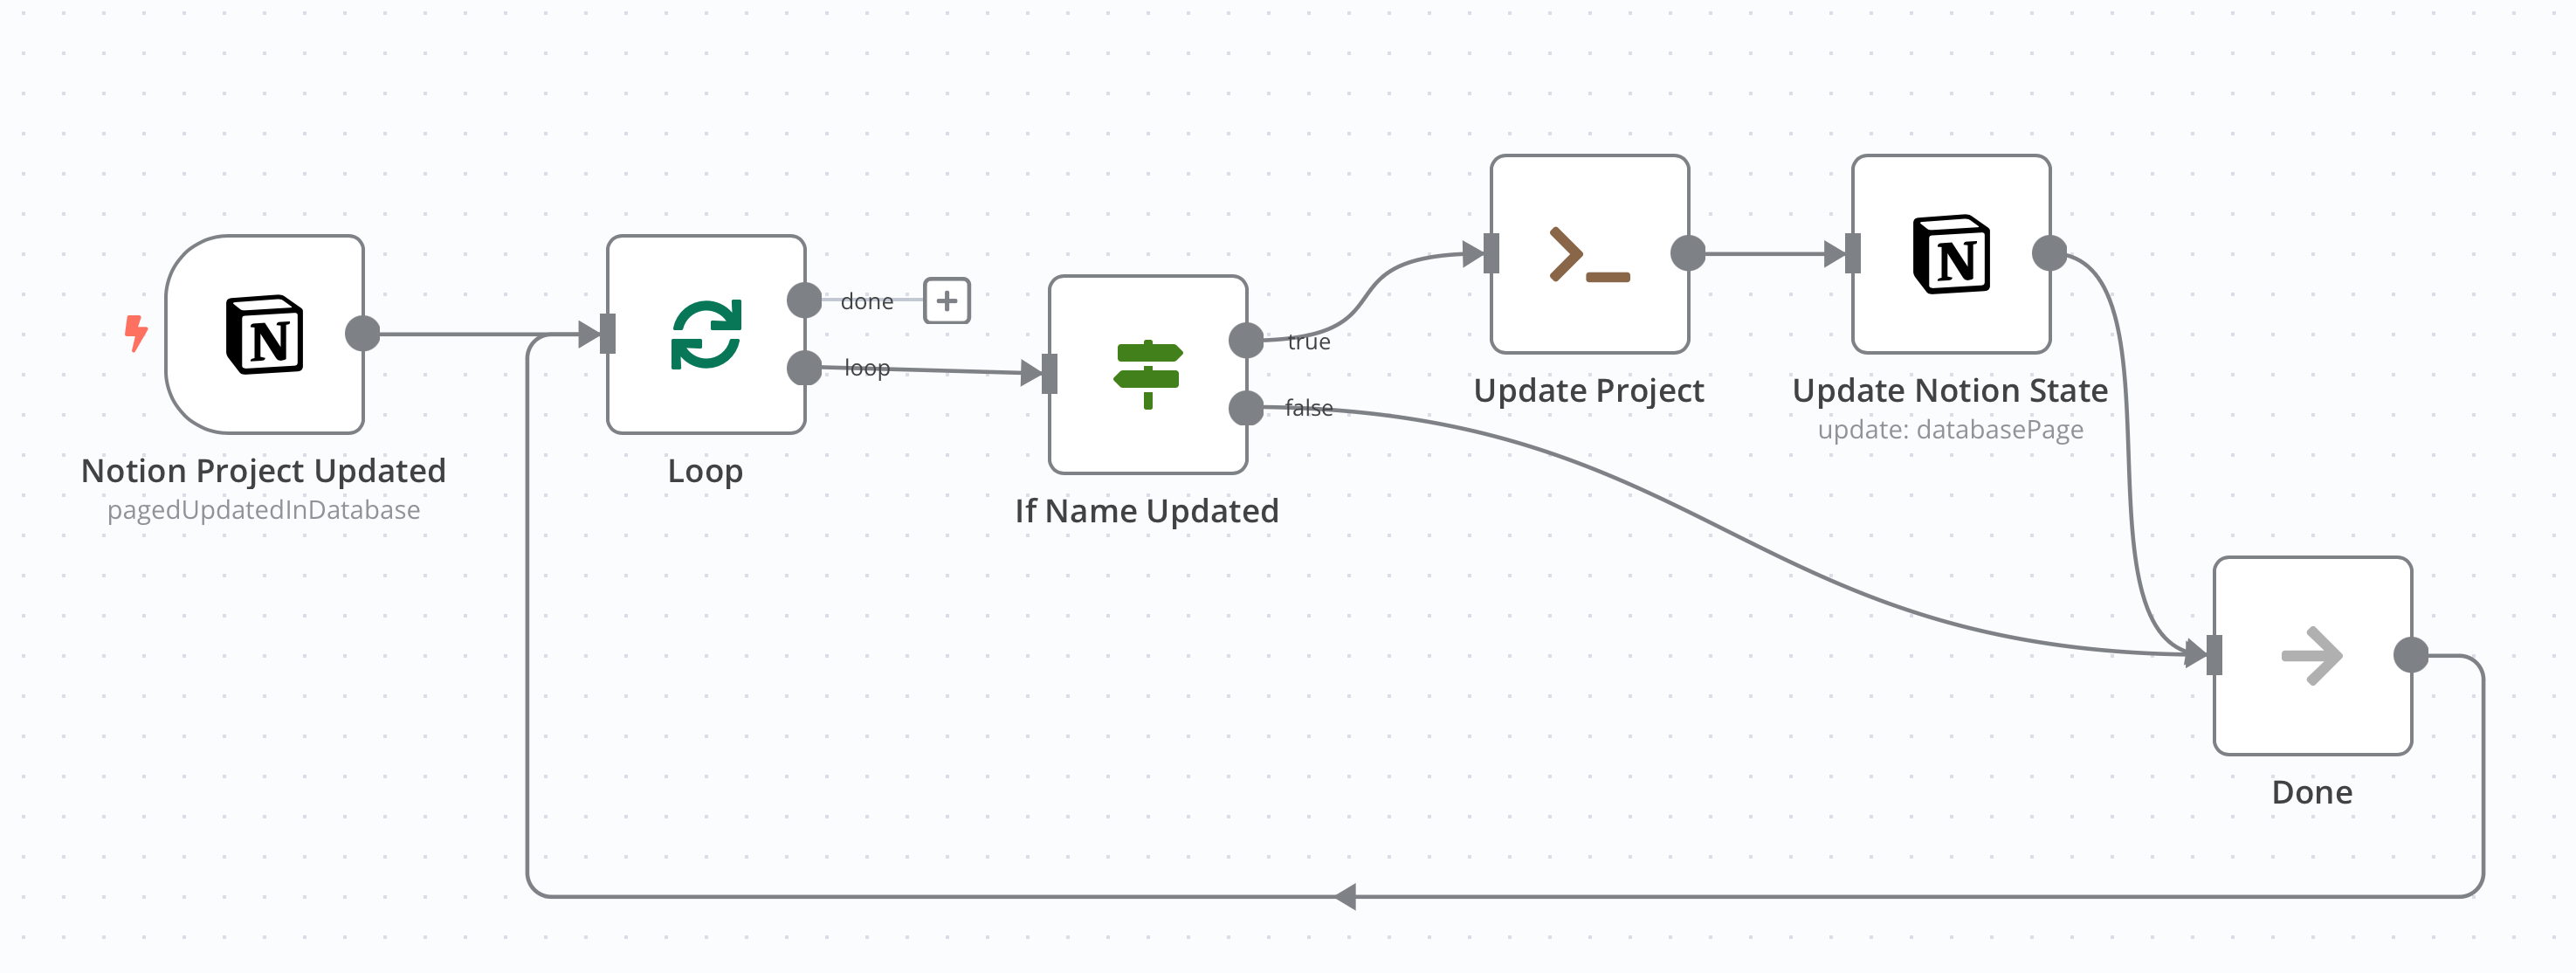 Notion Project Updated
pagedUpdatedInDatabase
Loop
done
loop
If Name Updated
true
false
Update Project
Update Notion State
update: databasePage
Done